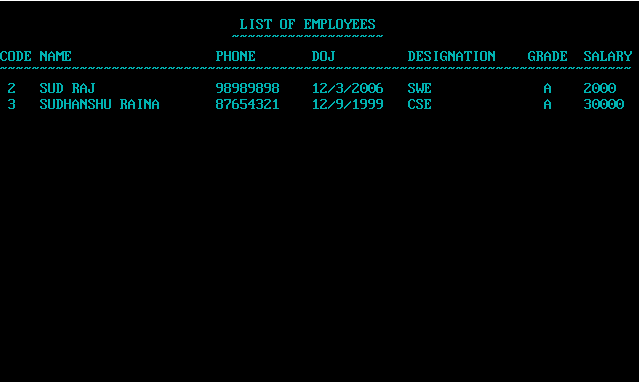 LIST OF EMPLOYEES
~~~~~~~~~~~~~~~~~~~
CODE NAME PHONE DOJ DESIGNATION GRADE SALARY
~~~~~~~~~~~~~~~~~~~~~~~~~~~~~~~~~~~~~~~~~~~~~~~~~~~~~~~~~~~~~~~~~~~~~~~~~~~~~~~
2 SUD RAJ 98989898 12/3/2006 SWE A 2000
3 SUDHANSHU RAINA 87654321 12/9/1999 CSE A 30000